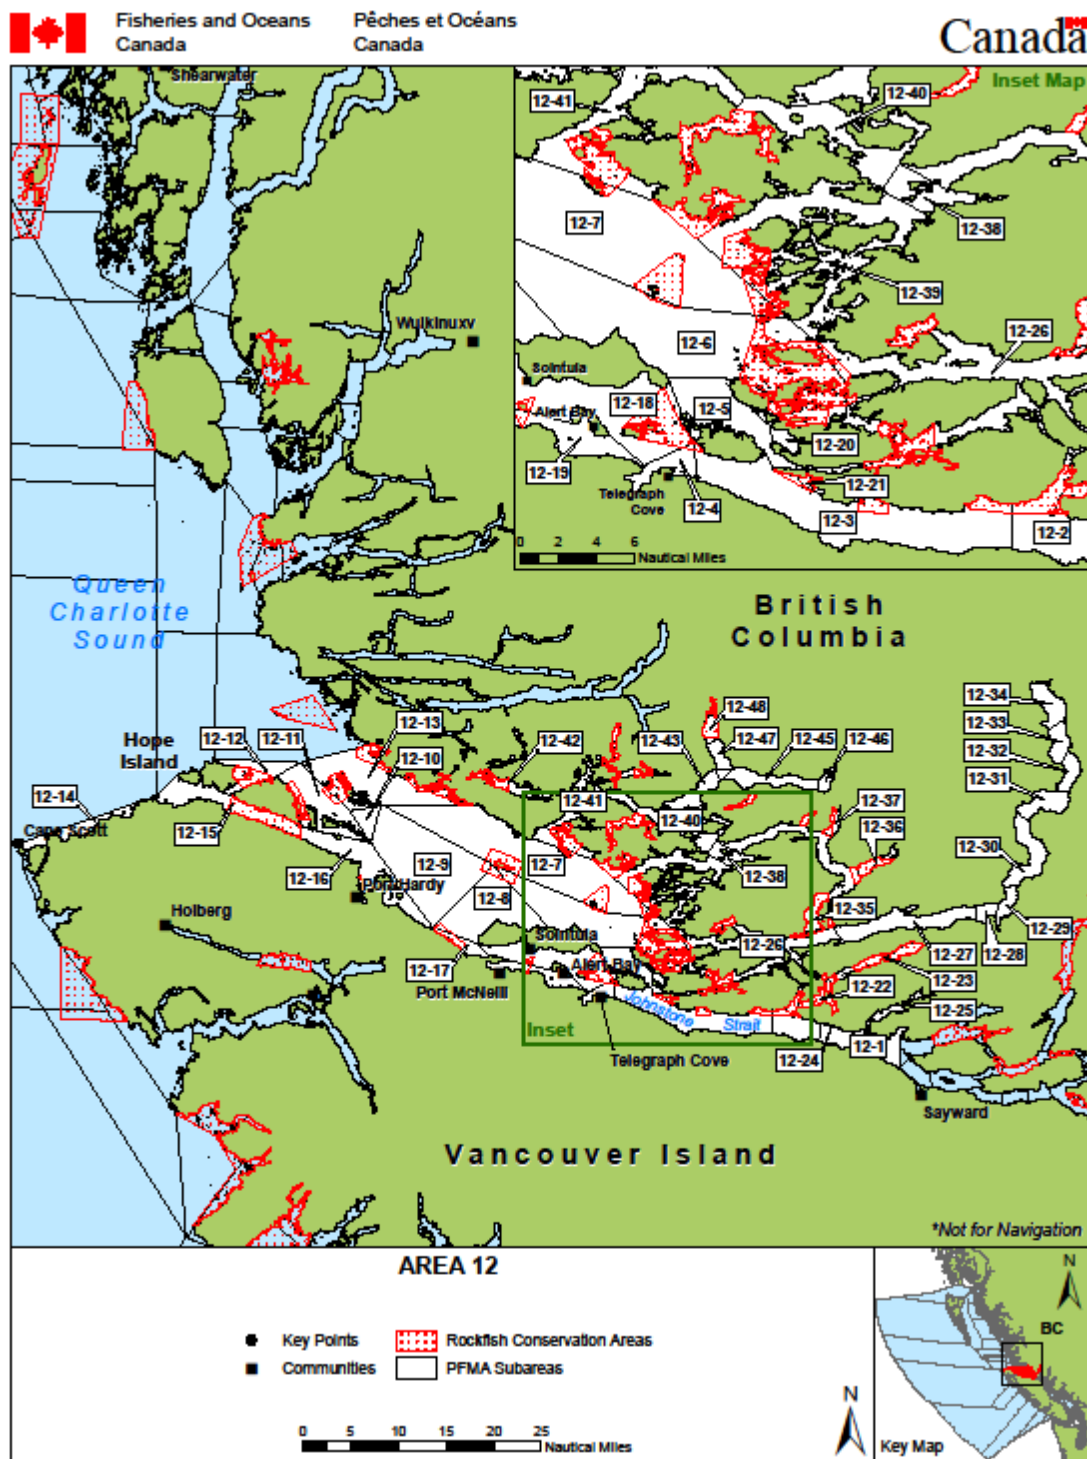 Fisheries and Oceans
Canada
Pêches et Océans
Canada
Canada
Shearwater
Wuikinuxv
Queen
Charlotte
Sound
British
Columbia
Hope
Island
12-12
12-11
12-13
12-10
12-42
12-43
12-48
12-47
12-45
12-46
12-34
12-33
12-32
12-31
12-14
Cape Scott
12-15
12-16
Port Hardy
12-9
12-8
12-7
12-41
12-40
12-38
12-37
12-36
12-30
12-35
12-29
12-28
12-27
12-26
12-23
12-22
12-25
12-24
12-1
Holberg
12-17
Sointula
Alert Bay
Port McNeill
Johnstone Strait
Inset
Telegraph Cove
Sayward
Vancouver Island
*Not for Navigation
Inset Map
12-41
12-40
12-7
12-38
12-39
12-6
12-26
Sointula
Alert Bay
12-18
12-5
12-20
12-19
12-21
Telegraph
Cove
12-4
12-3
12-2
0 2 4 6
Nautical Miles
AREA 12
Key Points
Communities
Rockfish Conservation Areas
PFMA Subareas
0 5 10 15 20 25
Nautical Miles
N
N
BC
Key Map